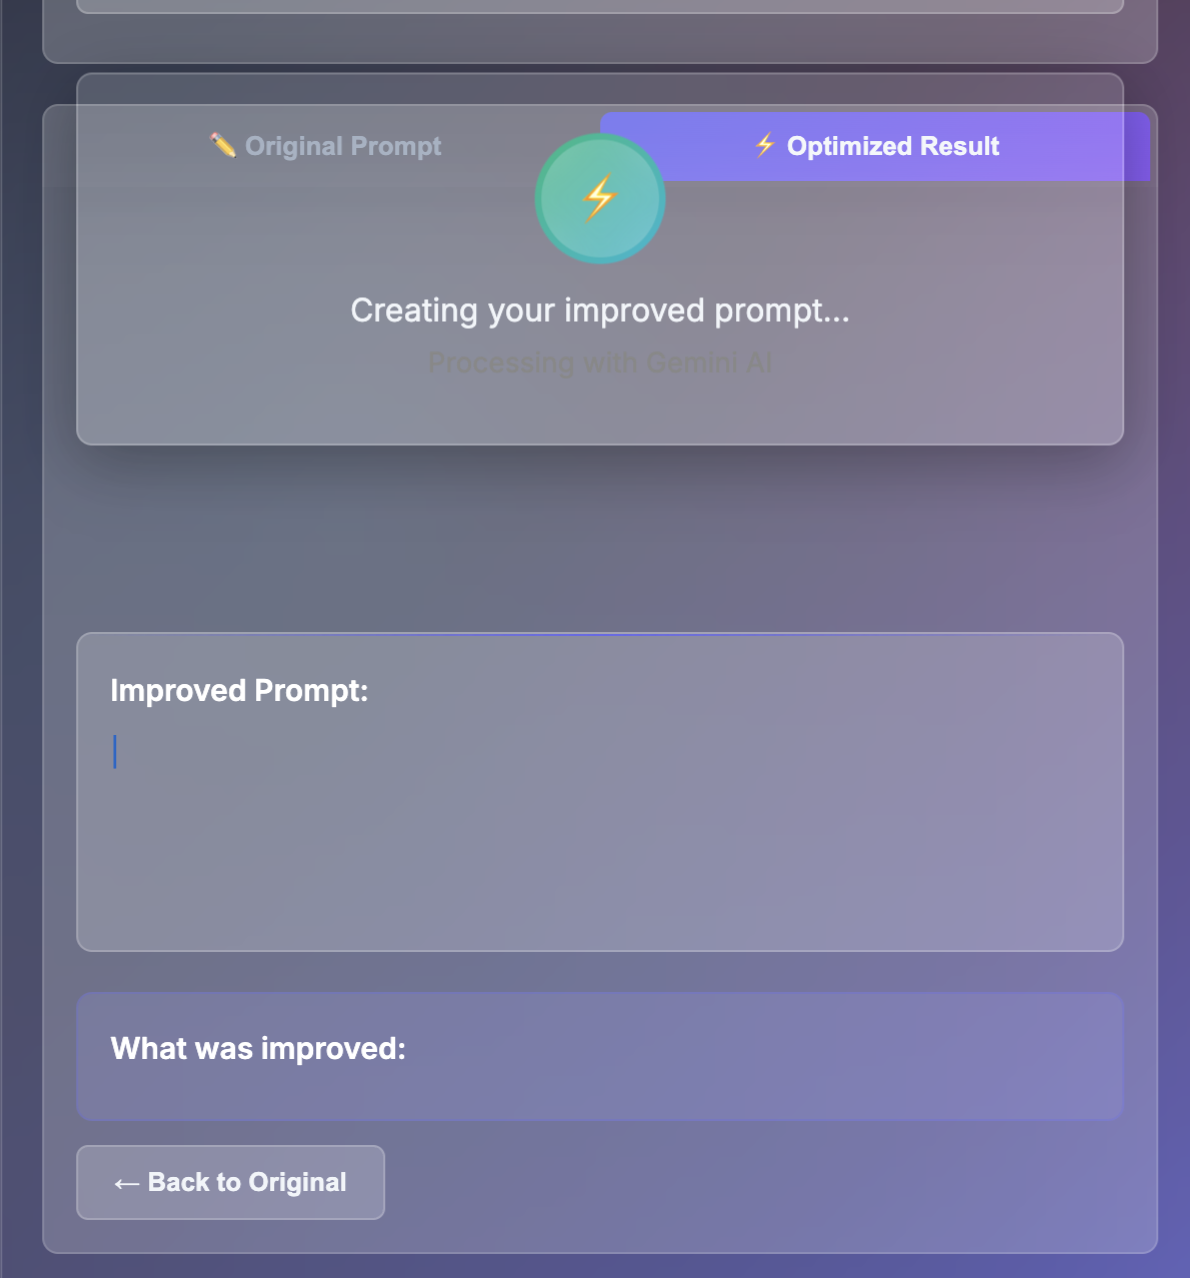 ✏️ Original Prompt
⚡ Optimized Result
Creating your improved prompt...
Processing with Gemini AI
Improved Prompt:
What was improved:
← Back to Original